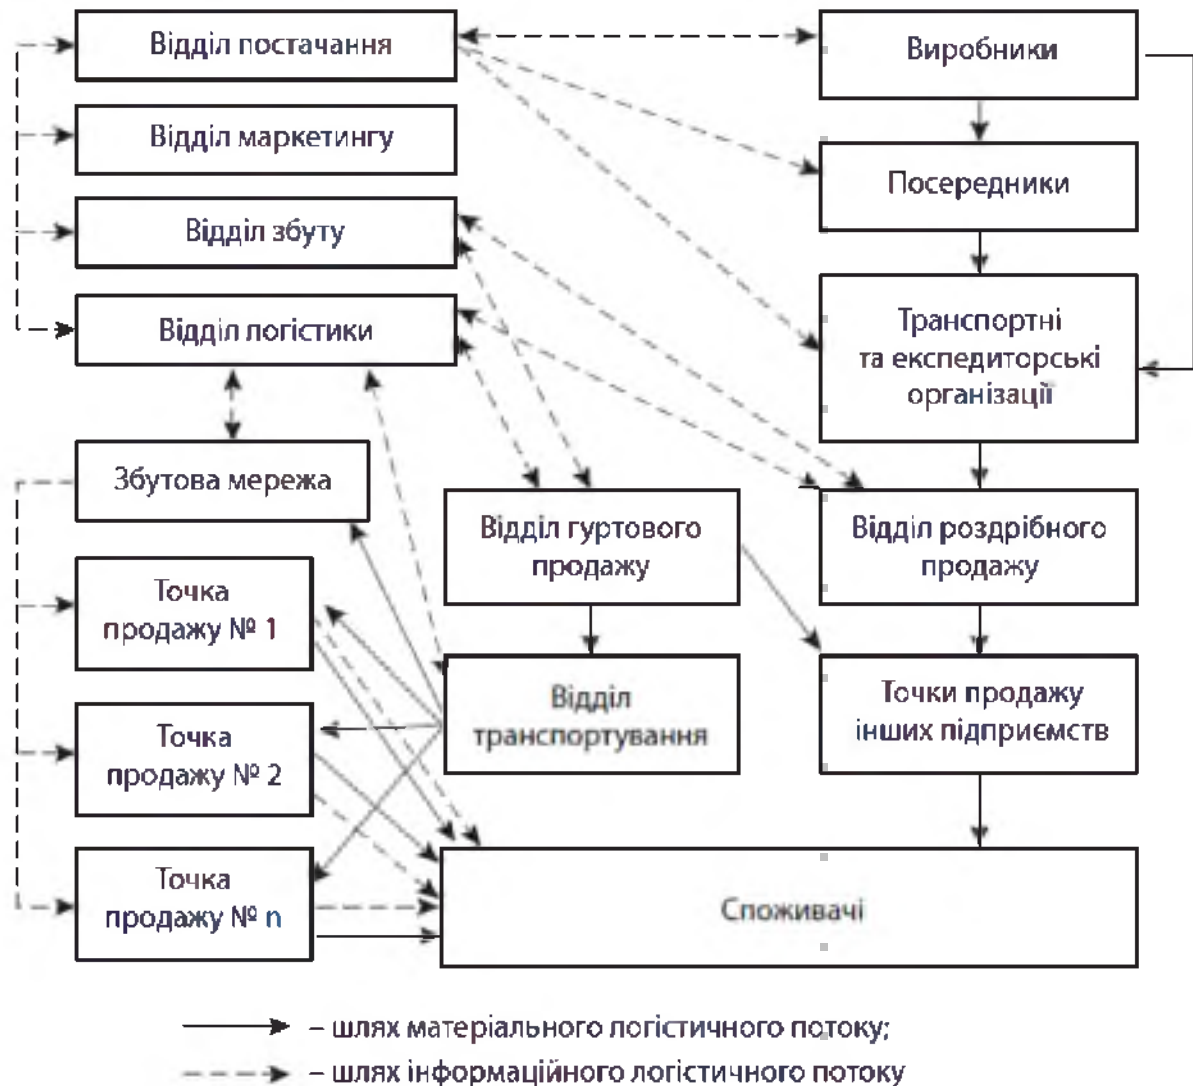 Відділ постачання
Виробники
Відділ маркетингу
Посередники
Відділ збуту
Відділ логістики
Транспортні
та експедиторські
організації
Збутова мережа
Відділ гуртового
продажу
Відділ роздрібного
продажу
Точка
продажу № 1
Відділ
транспортування
Точки продажу
інших підприємств
Точка
продажу № 2
Точка
продажу № n
Споживачі
– шлях матеріального логістичного потоку;
– шлях інформаційного логістичного потоку